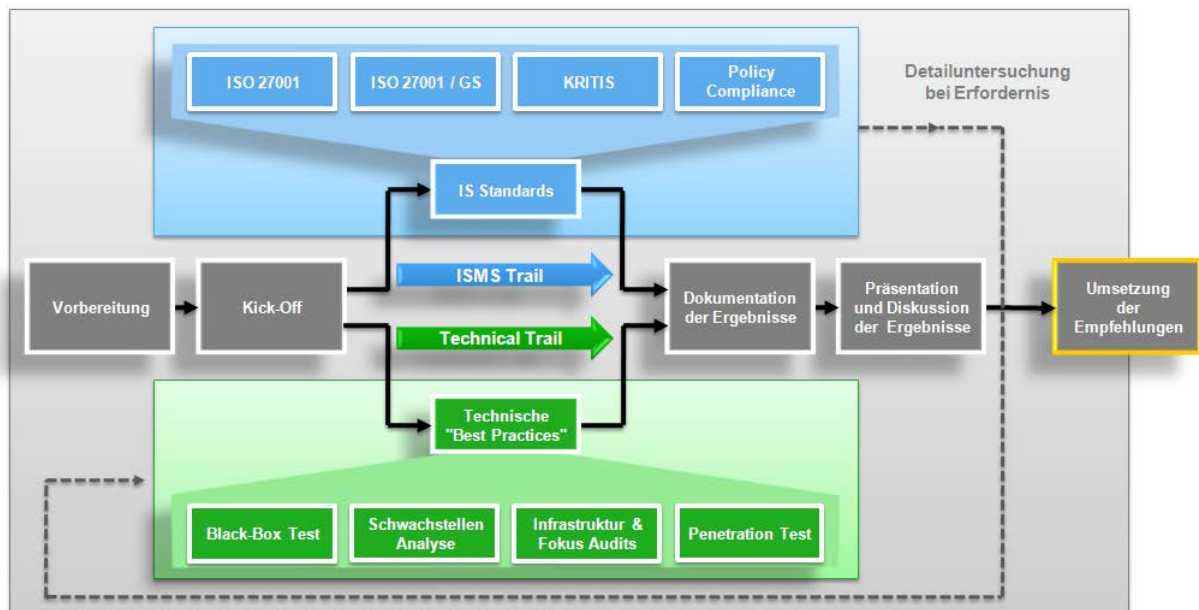 ISO 27001
ISO 27001 / GS
KRITIS
Policy
Compliance
Detailuntersuchung
bei Erfordernis
IS Standards
ISMS Trail
Vorbereitung
Kick-Off
Dokumentation
der Ergebnisse
Präsentation
und Diskussion
der Ergebnisse
Umsetzung
der
Empfehlungen
Technical Trail
Technische
"Best Practices"
Black-Box Test
Schwachstellen
Analyse
Infrastruktur &
Fokus Audits
Penetration Test